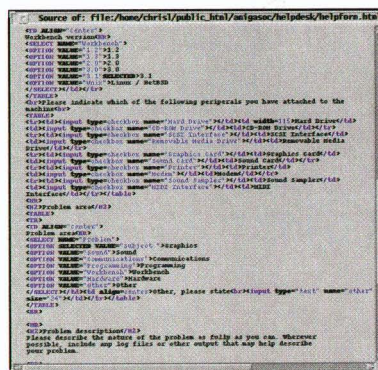 Source of: file:/home/chrisl/public_html/amigasoc/helpdesk/helpform.html
<TD ALIGN="center">
Workbench version<BR>
<SELECT NAME="Workbench">
<OPTION VALUE="1.2">1.2
<OPTION VALUE="1.3">1.3
<OPTION VALUE="2.0">2.0
<OPTION VALUE="3.0">3.0
<OPTION VALUE="3.1" SELECTED>3.1
<OPTION VALUE="Unix">Linux / NetBSD
</SELECT></td></tr>
</TABLE>
<hr>Please indicate which of the following peripherals you have attached to the
machine<BR>
<TABLE>
<tr><td><input type=checkbox name="Hard Drive"></td><td width=115>Hard Drive</td>
<td><input type=checkbox name="CD-ROM Drive"></td><td>CD-ROM Drive</td></tr>
<tr><td><input type=checkbox name="SCSI Interface"></td><td>SCSI Interface</td>
<td><input type=checkbox name="Removable Media Drive"></td><td>Removable Media
Drive</td></tr>
<tr><td><input type=checkbox name="Graphics Card"></td><td>Graphics Card</td>
<td><input type=checkbox name="Sound Card"></td><td>Sound Card</td></tr>
<tr><td><input type=checkbox name="Printer"></td><td>Printer</td>
<td><input type=checkbox name="Modem"></td><td>Modem</td></tr>
<tr><td><input type=checkbox name="Sound Sampler"></td><td>Sound Sampler</td>
<td><input type=checkbox name="MIDI Interface"></td><td>MIDI
Interface</td></tr></table>
<HR>
<H2>Problem area</H2>
<TABLE>
<TR>
<TD ALIGN="center">
Problem area<BR>
<SELECT NAME="Problem">
<OPTION SELECTED VALUE="subject">Graphics
<OPTION VALUE="Sound">Sound
<OPTION VALUE="Communications">Communications
<OPTION VALUE="Programming">Programming
<OPTION VALUE="Workbench">Workbench
<OPTION VALUE="Hardware">Hardware
<OPTION VALUE="Other">Other
</SELECT></td><td align=center>Other, please state<br><input type="text" name="other"
size="24"></td></tr></table>
</TABLE>
<HR>
<H2>Problem description</H2>
Please describe the nature of the problem as fully as you can. Wherever
possible, include any log files or other output that may help describe
your problem.